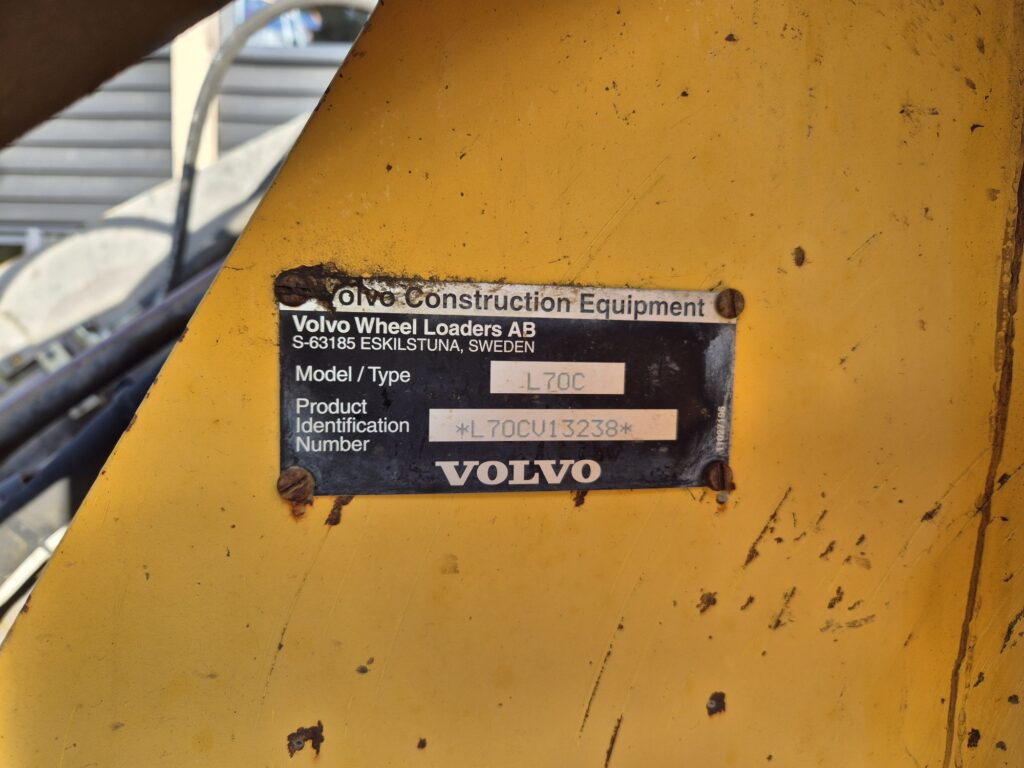 Volvo Construction Equipment
Volvo Wheel Loaders AB
S-63185 ESKILSTUNA, SWEDEN
Model / Type
L70C
Product
Identification
Number
*L70CV13238*
VOLVO